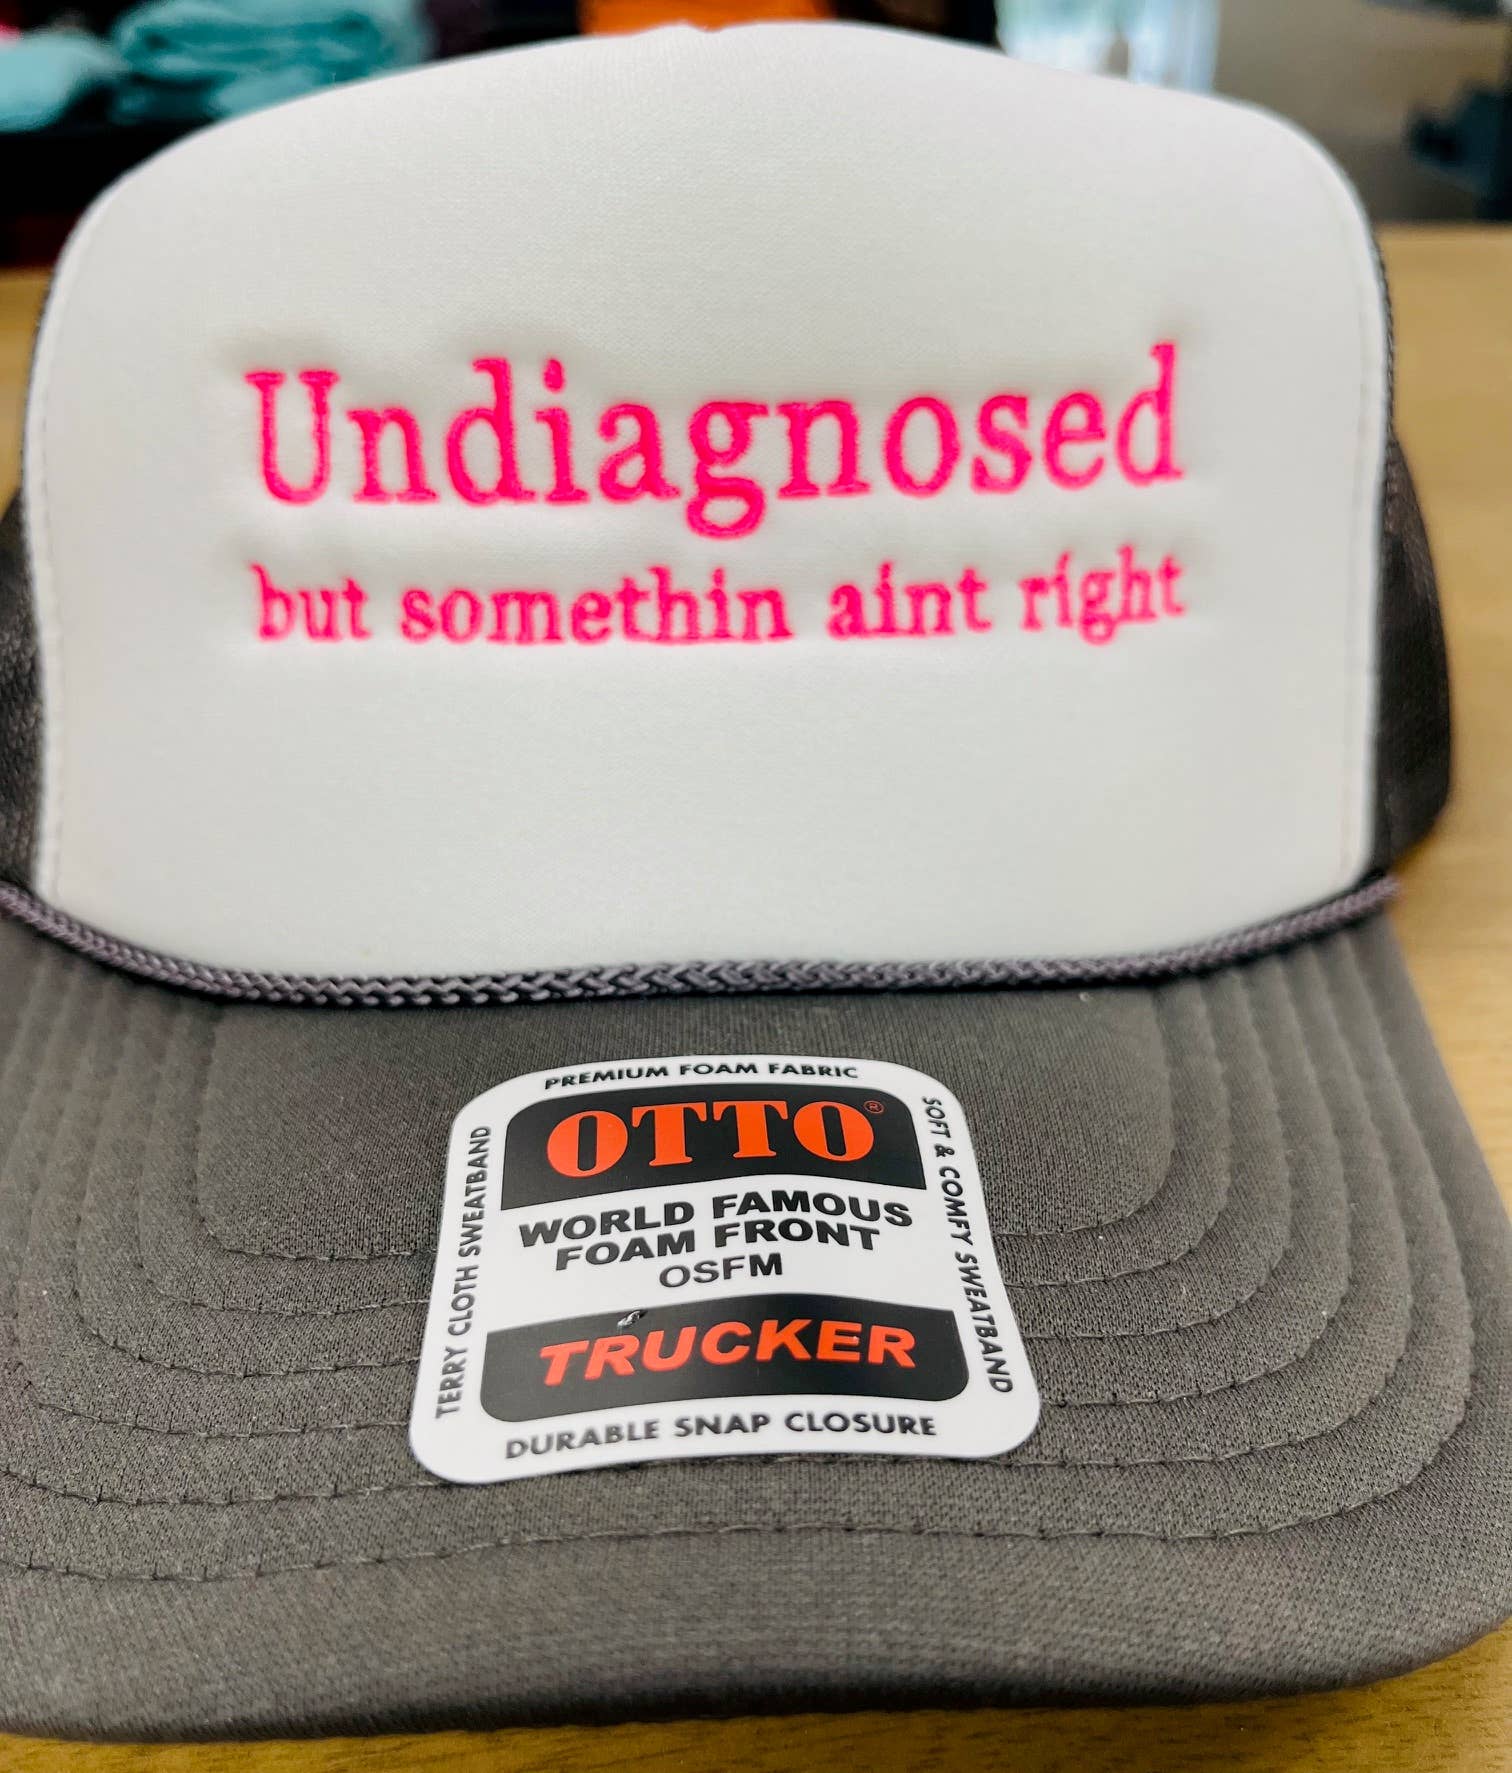 Undiagnosed
but somethin aint right
PREMIUM FOAM FABRIC
OTTO®
WORLD FAMOUS
FOAM FRONT
OSFM
TRUCKER
DURABLE SNAP CLOSURE
TERRY CLOTH SWEATBAND
SOFT & COMFY SWEATBAND